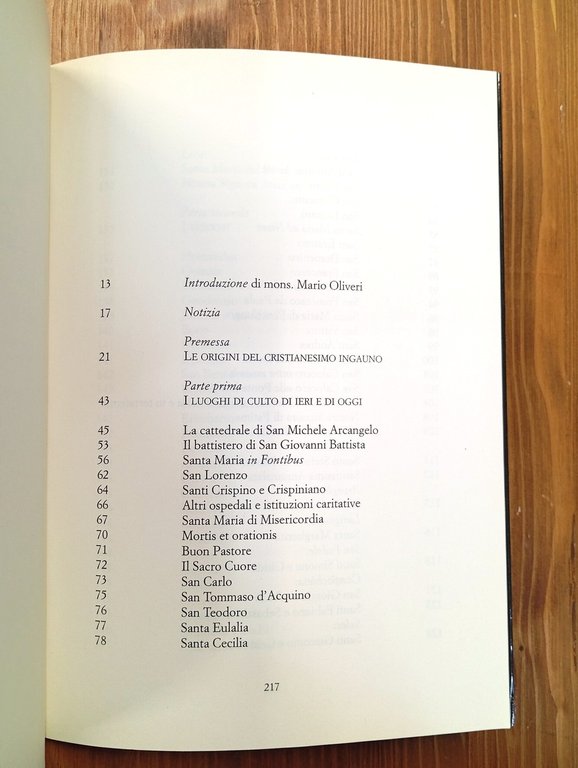 13 Introduzione di mons. Mario Oliveri
17 Notizia
Premessa
21 LE ORIGINI DEL CRISTIANESIMO INGAUNO
Parte prima
43 I LUOGHI DI CULTO DI IERI E DI OGGI
45 La cattedrale di San Michele Arcangelo
53 Il battistero di San Giovanni Battista
56 Santa Maria in Fontibus
62 San Lorenzo
64 Santi Crispino e Crispiniano
66 Altri ospedali e istituzioni caritative
67 Santa Maria di Misericordia
70 Mortis et orationis
71 Buon Pastore
72 Il Sacro Cuore
73 San Carlo
75 San Tommaso d'Acquino
76 San Teodoro
77 Santa Eulalia
78 Santa Cecilia
217